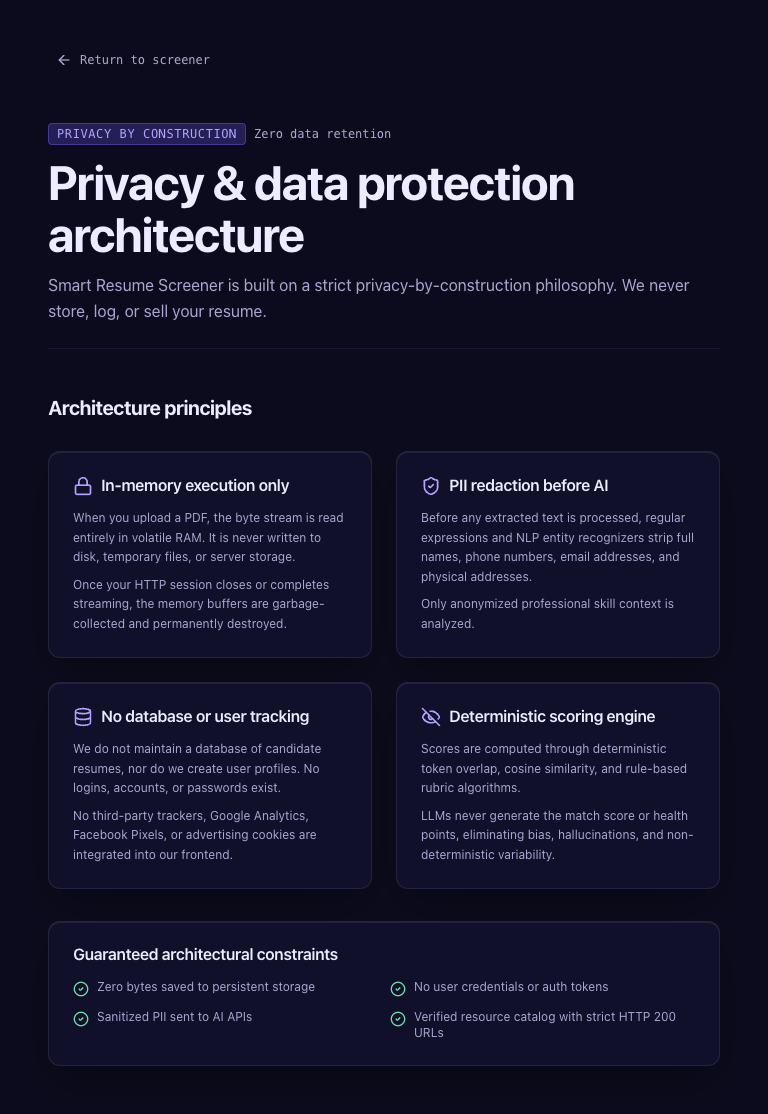 Return to screener
PRIVACY BY CONSTRUCTION Zero data retention
Privacy & data protection
architecture
Smart Resume Screener is built on a strict privacy-by-construction philosophy. We never
store, log, or sell your resume.
Architecture principles
In-memory execution only
When you upload a PDF, the byte stream is read
entirely in volatile RAM. It is never written to
disk, temporary files, or server storage.
Once your HTTP session closes or completes
streaming, the memory buffers are garbage-
collected and permanently destroyed.
PII redaction before AI
Before any extracted text is processed, regular
expressions and NLP entity recognizers strip full
names, phone numbers, email addresses, and
physical addresses.
Only anonymized professional skill context is
analyzed.
No database or user tracking
We do not maintain a database of candidate
resumes, nor do we create user profiles. No
logins, accounts, or passwords exist.
No third-party trackers, Google Analytics,
Facebook Pixels, or advertising cookies are
integrated into our frontend.
Deterministic scoring engine
Scores are computed through deterministic
token overlap, cosine similarity, and rule-based
rubric algorithms.
LLMs never generate the match score or health
points, eliminating bias, hallucinations, and non-
deterministic variability.
Guaranteed architectural constraints
Zero bytes saved to persistent storage
No user credentials or auth tokens
Sanitized PII sent to AI APIs
Verified resource catalog with strict HTTP 200
URLs